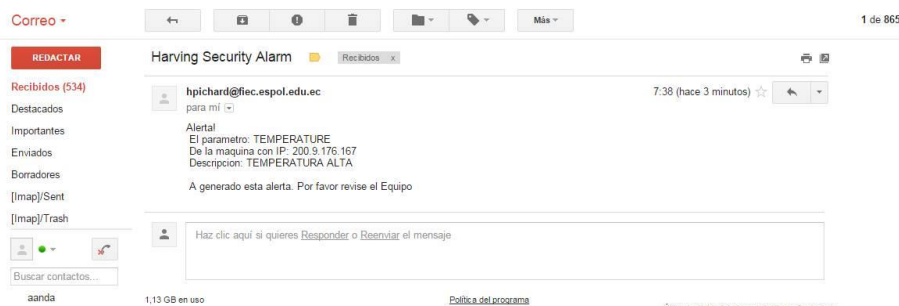 Correo
Más
1 de 865
REDACTAR
Harving Security Alarm
Recibidos x
Recibidos (534)
Destacados
Importantes
Enviados
Borradores
[Imap]/Sent
[Imap]/Trash
hpichard@fiec.espol.edu.ec
7:38 (hace 3 minutos)
para mí
Alerta!
El parametro: TEMPERATURE
De la maquina con IP: 200.9.176.167
Descripcion: TEMPERATURA ALTA
A generado esta alerta. Por favor revise el Equipo
Haz clic aquí si quieres Responder o Reenviar el mensaje
Buscar contactos...
aanda
1,13 GB en uso
Política del programa